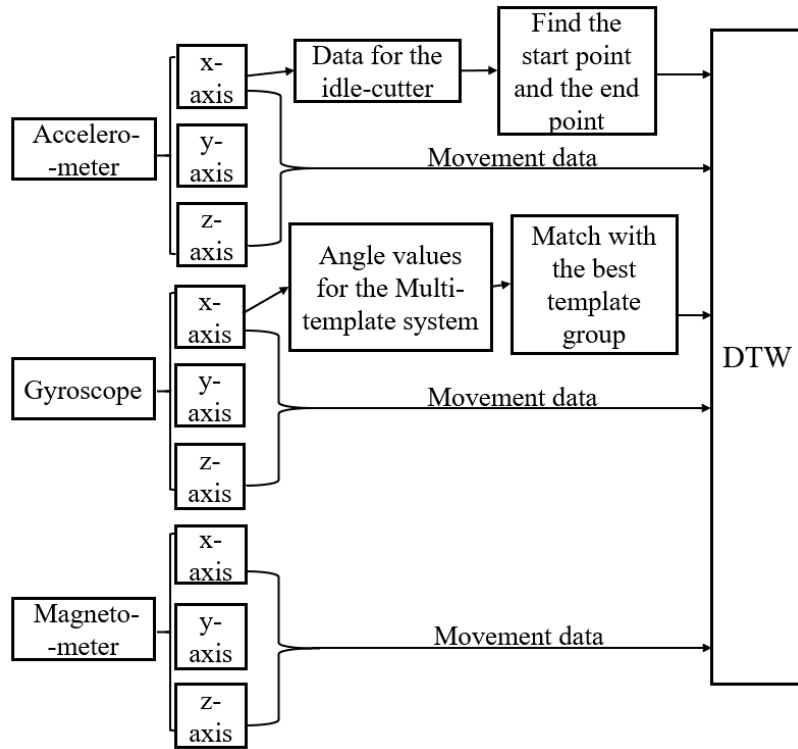 Accelero-
-meter
x-
axis
y-
axis
z-
axis
Data for the
idle-cutter
Find the
start point
and the end
point
Movement data
Gyroscope
x-
axis
y-
axis
z-
axis
Angle values
for the Multi-
template system
Match with
the best
template
group
Movement data
Magneto-
-meter
x-
axis
y-
axis
z-
axis
Movement data
DTW